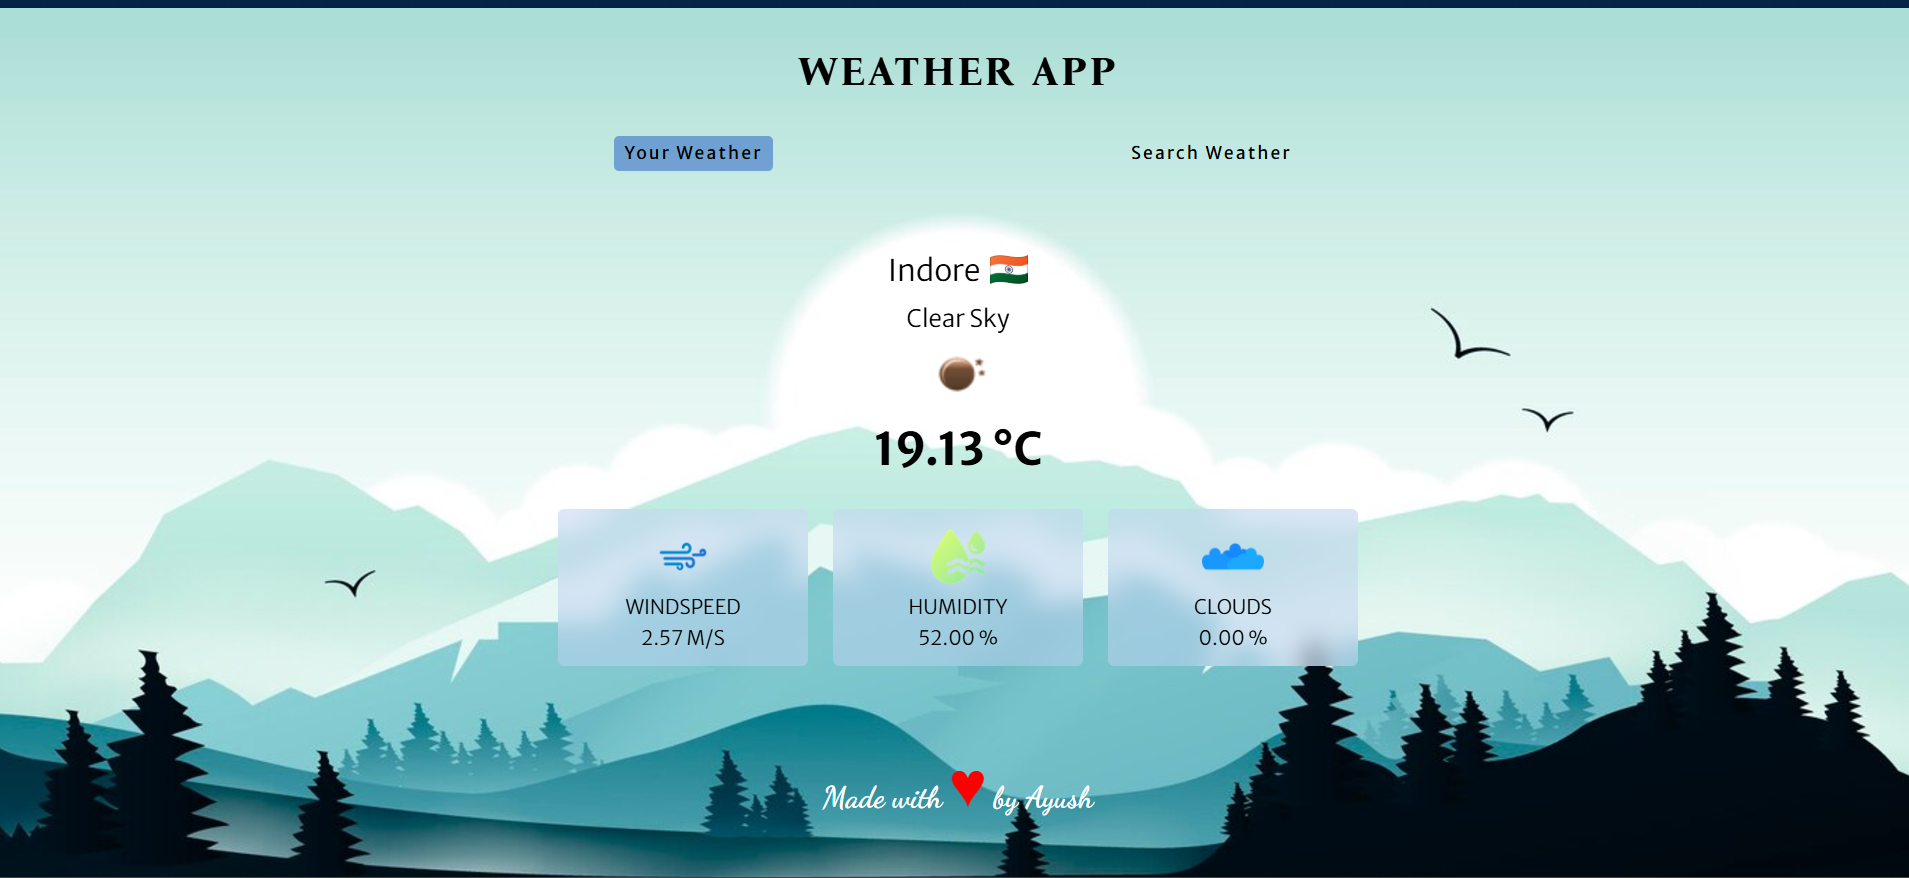 WEATHER APP
Your Weather
Search Weather
Indore 🇮🇳
Clear Sky
19.13 °C
WINDSPEED
2.57 M/S
HUMIDITY
52.00 %
CLOUDS
0.00 %
Made with ♥ by Ayush